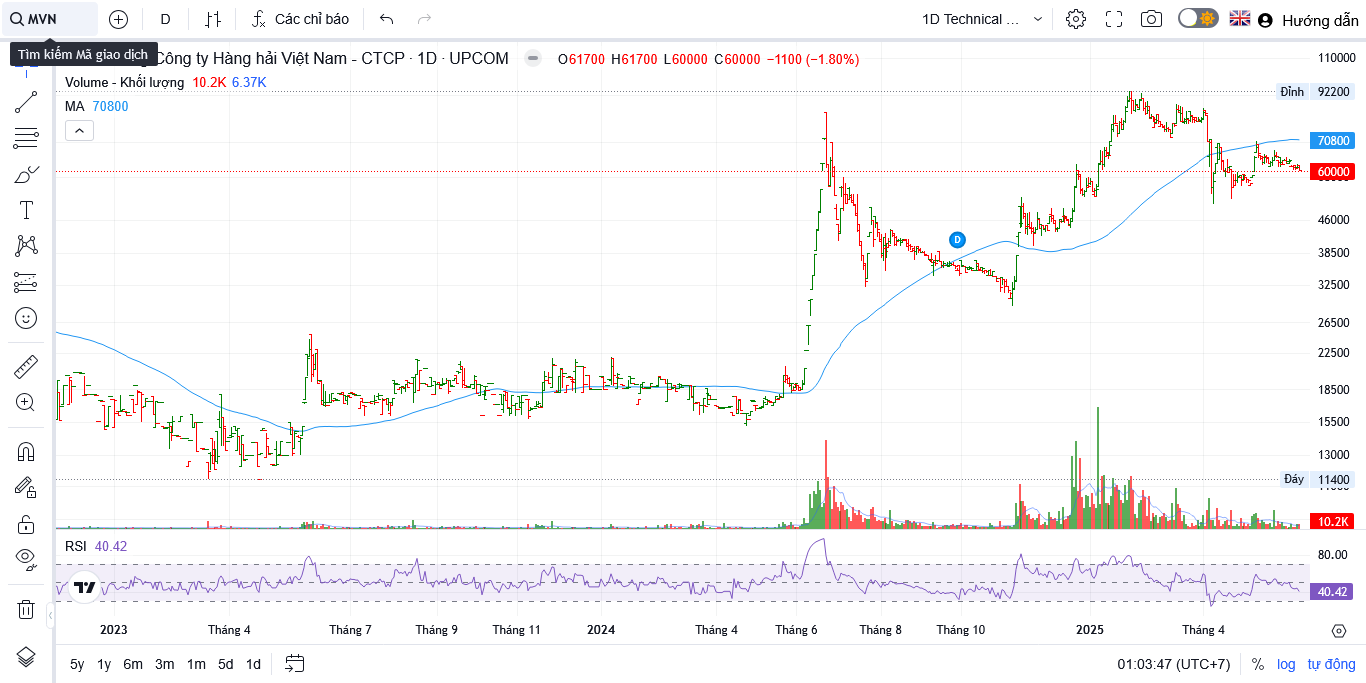 MVN
D
Các chỉ báo
1D Technical ...
Hướng dẫn
Tìm kiếm Mã giao dịch
Công ty Hàng hải Việt Nam - CTCP · 1D · UPCOM
O61700 H61700 L60000 C60000 −1100 (−1.80%)
Volume - Khối lượng 10.2K 6.37K
MA 70800
110000
Đỉnh 92200
70800
60000
46000
38500
32500
26500
22500
18500
15500
13000
Đáy 11400
10.2K
D
RSI 40.42
80.00
40.42
2023 Tháng 4 Tháng 7 Tháng 9 Tháng 11 2024 Tháng 4 Tháng 6 Tháng 8 Tháng 10 2025 Tháng 4
5y 1y 6m 3m 1m 5d 1d
01:03:47 (UTC+7) % log tự động